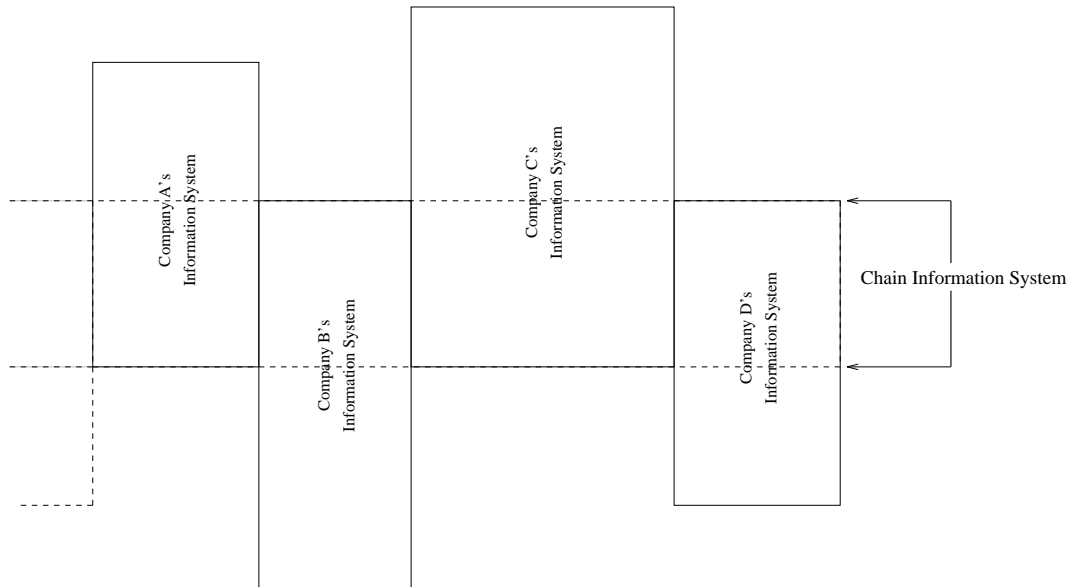 Company A's
Information System
Company B's
Information System
Company C's
Information System
Company D's
Information System
Chain Information System